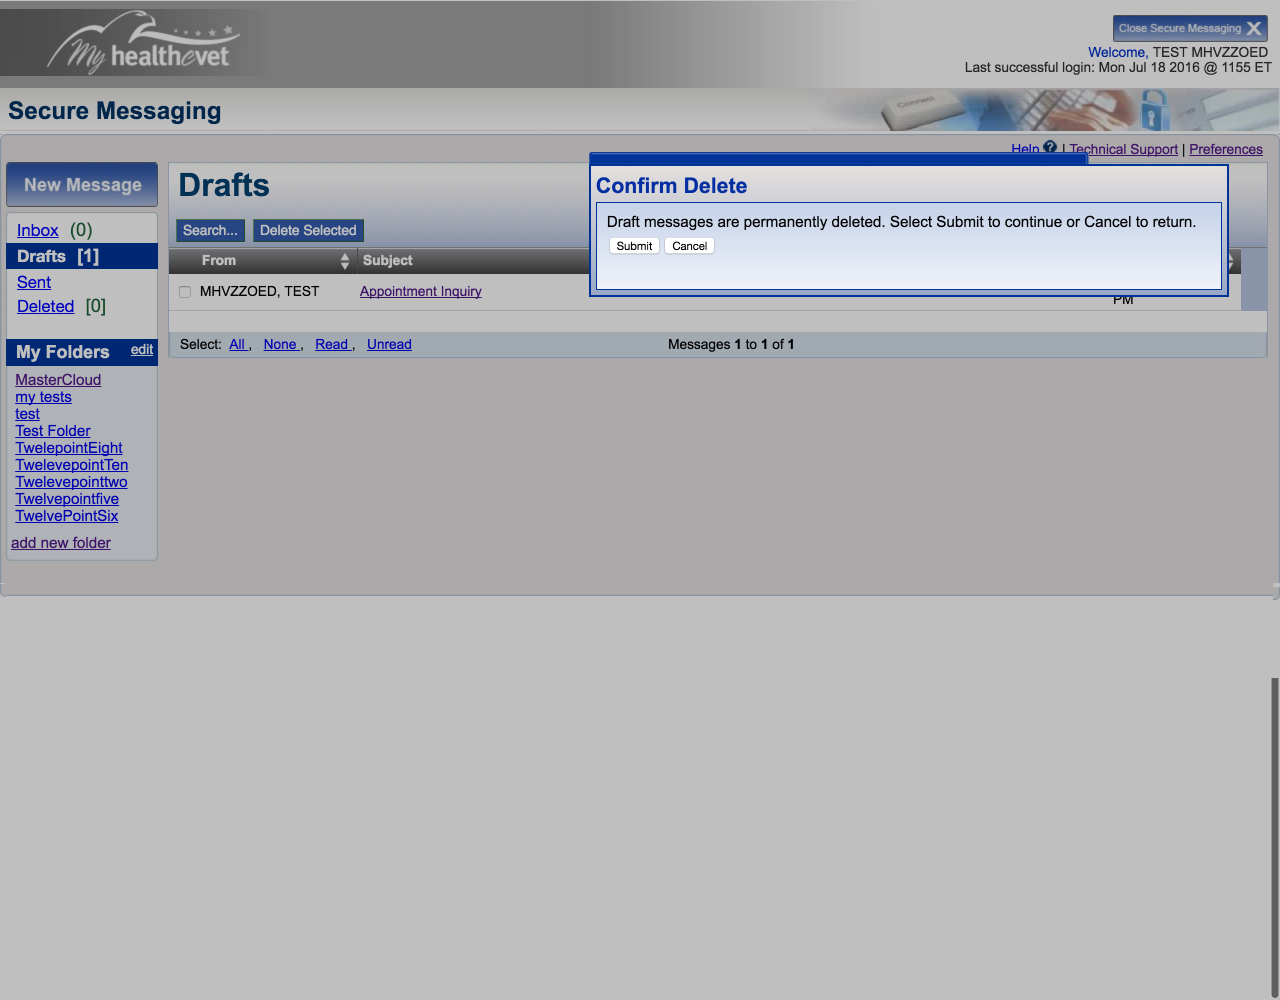 My healthevet
Close Secure Messaging X
Welcome, TEST MHVZZOED
Last successful login: Mon Jul 18 2016 @ 1155 ET
Secure Messaging
Connect
Help ? | Technical Support | Preferences
New Message
Inbox (0)
Drafts [1]
Sent
Deleted [0]
My Folders edit
MasterCloud
my tests
test
Test Folder
TwelepointEight
TwelevepointTen
Twelevepointtwo
Twelvepointfive
TwelvePointSix
add new folder
Drafts
Search...
Delete Selected
From
Subject
MHVZZOED, TEST
Appointment Inquiry
PM
Select: All , None , Read , Unread
Messages 1 to 1 of 1
Confirm Delete
Draft messages are permanently deleted. Select Submit to continue or Cancel to return.
Submit
Cancel